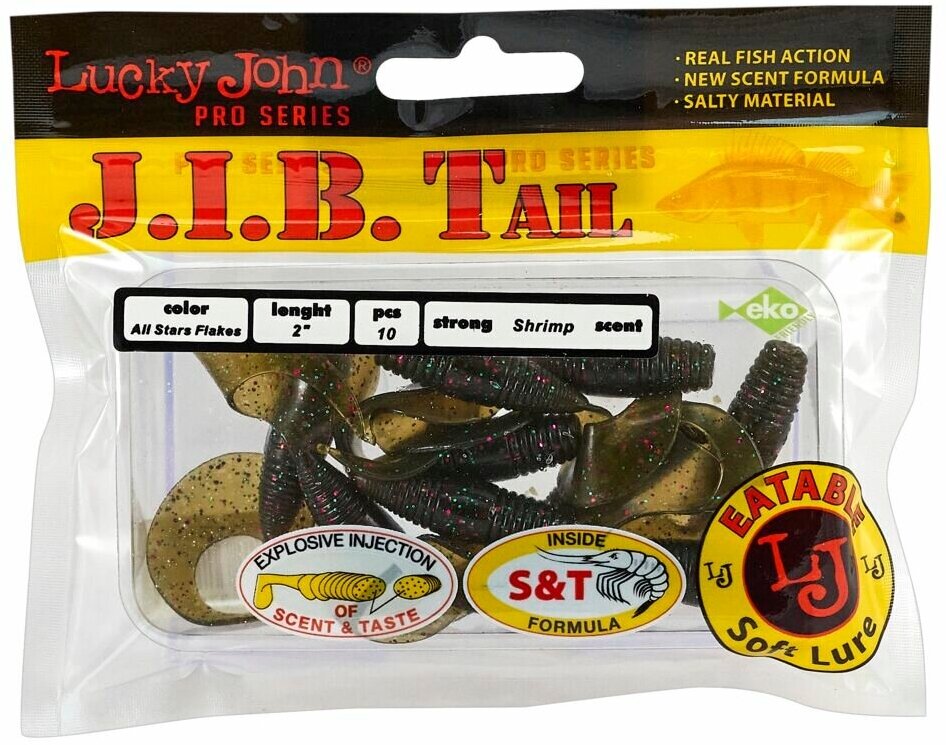 Lucky John®
PRO SERIES
· REAL FISH ACTION
· NEW SCENT FORMULA
· SALTY MATERIAL
PRO SERIES
PRO SERIES
J.I.B. TAIL
eko
color
All Stars Flakes
lenght
2"
pcs
10
strong Shrimp scent
EXPLOSIVE INJECTION
OF
SCENT & TASTE
INSIDE
S&T
FORMULA
EATABLE
LJ
LJ
LJ
Soft Lure